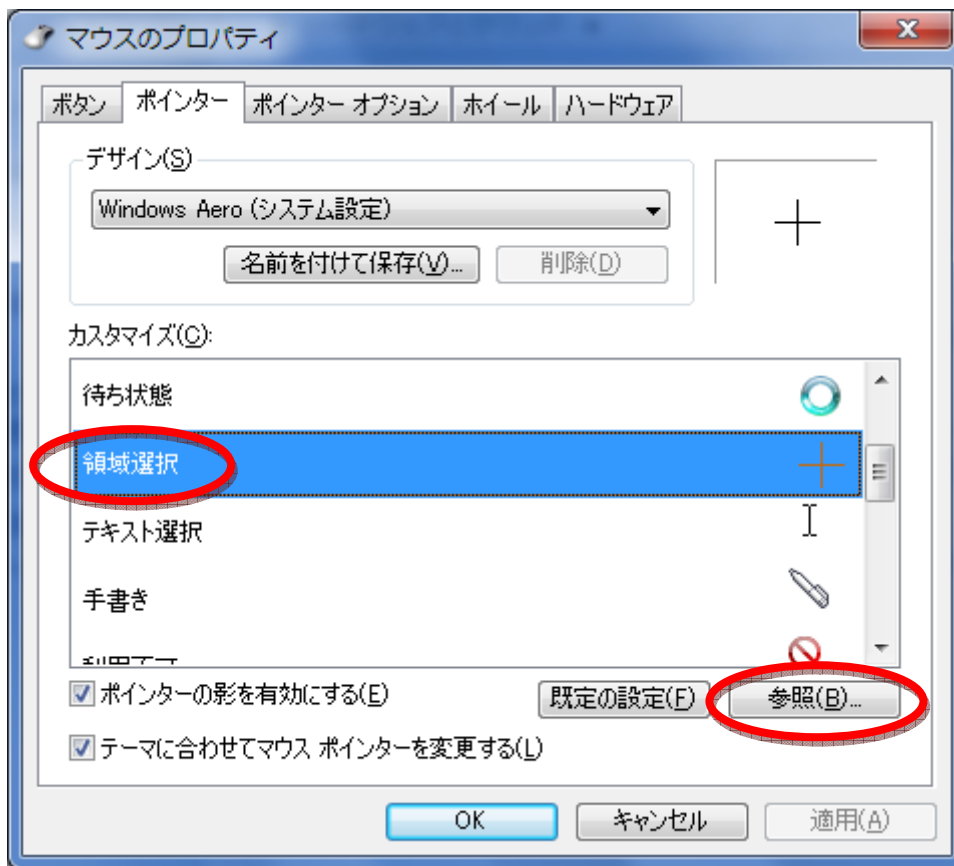 マウスのプロパティ
ボタン ポインター ポインター オプション ホイール ハードウェア
デザイン(S)
Windows Aero (システム設定)
名前を付けて保存(V)... 削除(D)
カスタマイズ(C):
待ち状態
領域選択
テキスト選択
手書き
ポインターの影を有効にする(E) 既定の設定(F) 参照(B)...
テーマに合わせてマウス ポインターを変更する(L)
OK キャンセル 適用(A)